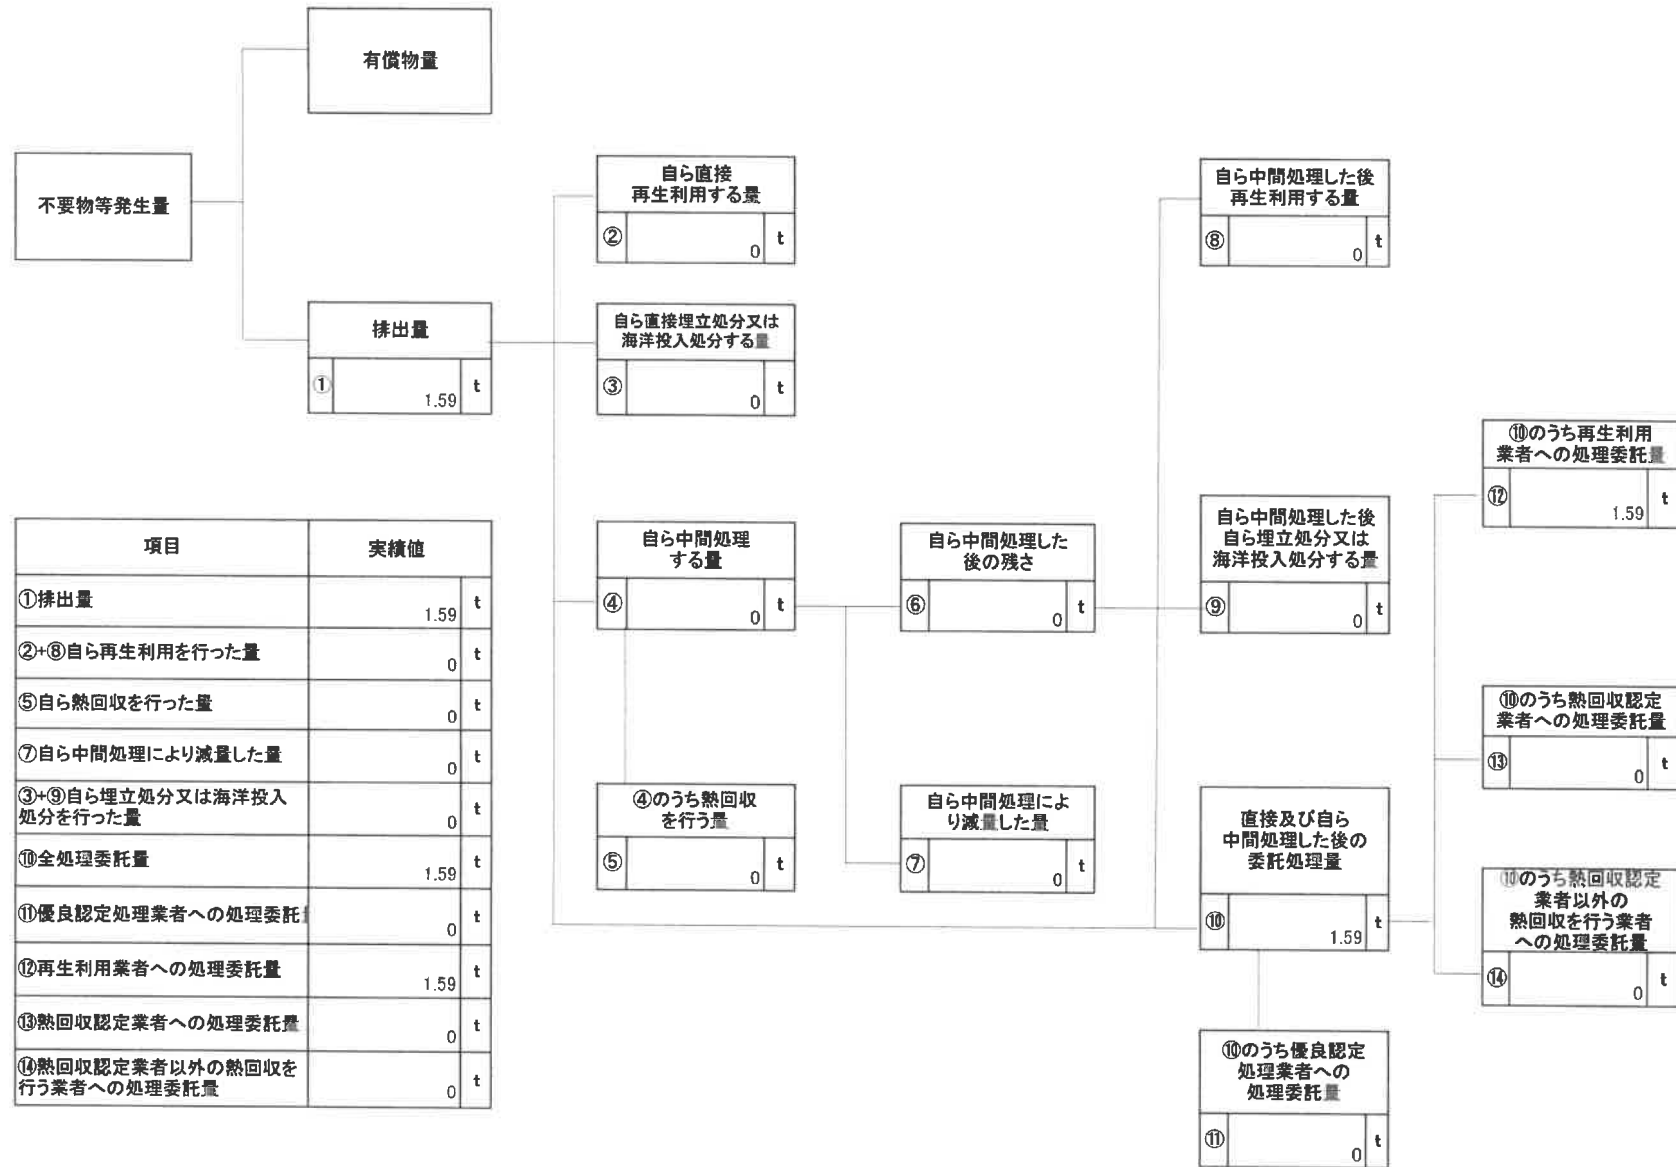 有償物量
不要物等発生量
排出量
① 1.59 t
自ら直接
再生利用する量
② 0 t
自ら直接埋立処分又は
海洋投入処分する量
③ 0 t
自ら中間処理
する量
④ 0 t
④のうち熱回収
を行う量
⑤ 0 t
自ら中間処理した
後の残さ
⑥ 0 t
自ら中間処理によ
り減量した量
⑦ 0 t
自ら中間処理した後
再生利用する量
⑧ 0 t
自ら中間処理した後
自ら埋立処分又は
海洋投入処分する量
⑨ 0 t
直接及び自ら
中間処理した後の
委託処理量
⑩ 1.59 t
⑩のうち優良認定
処理業者への
処理委託量
⑪ 0 t
⑩のうち再生利用
業者への処理委託量
⑫ 1.59 t
⑩のうち熱回収認定
業者への処理委託量
⑬ 0 t
⑩のうち熱回収認定
業者以外の
熱回収を行う業者
への処理委託量
⑭ 0 t
項目 実績値
①排出量 1.59 t
②+⑧自ら再生利用を行った量 0 t
⑤自ら熱回収を行った量 0 t
⑦自ら中間処理により減量した量 0 t
③+⑨自ら埋立処分又は海洋投入
処分を行った量 0 t
⑩全処理委託量 1.59 t
⑪優良認定処理業者への処理委託 0 t
⑫再生利用業者への処理委託量 1.59 t
⑬熱回収認定業者への処理委託量 0 t
⑭熱回収認定業者以外の熱回収を
行う業者への処理委託量 0 t